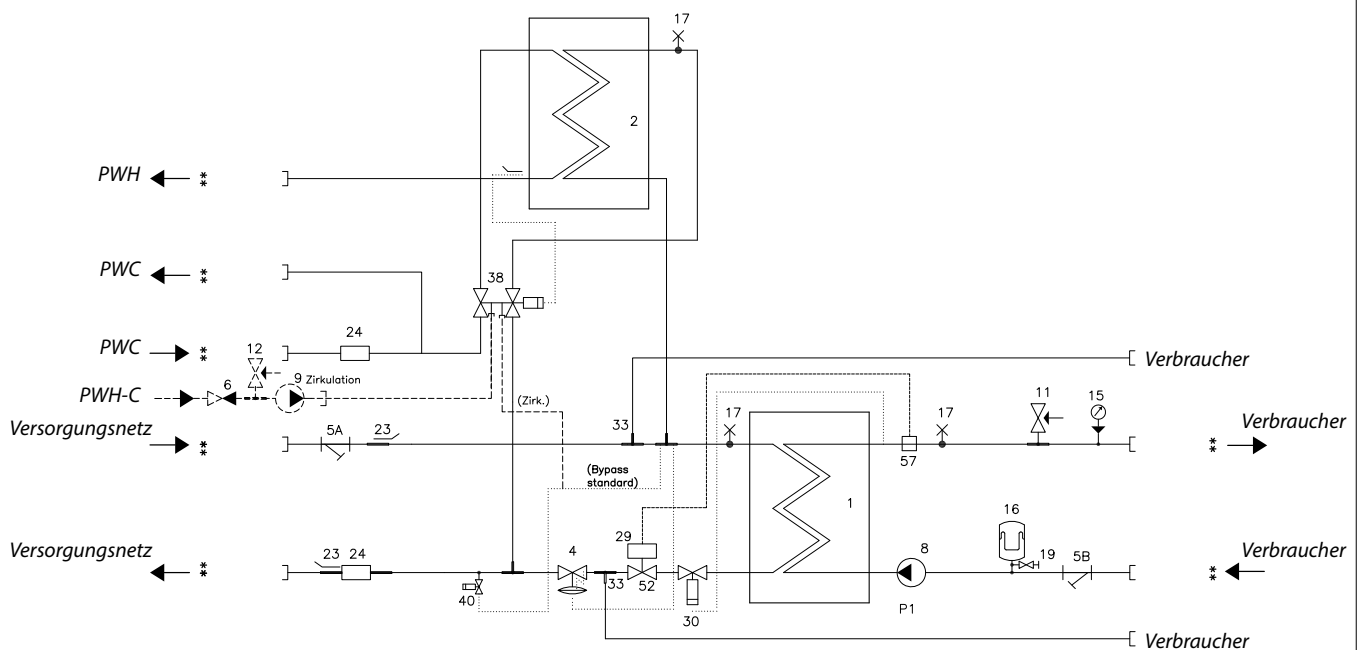 17
2
PWH
**
PWC
**
38
PWC
**
24
12
Verbraucher
PWH-C
6
9 Zirkulation
(Zirk.)
Versorgungsnetz
**
5A
23
33
17
17
11
15
**
Verbraucher
57
(Bypass
standard)
1
16
Versorgungsnetz
**
23
24
4
29
8
19
5B
**
Verbraucher
40
33
52
30
P1
Verbraucher